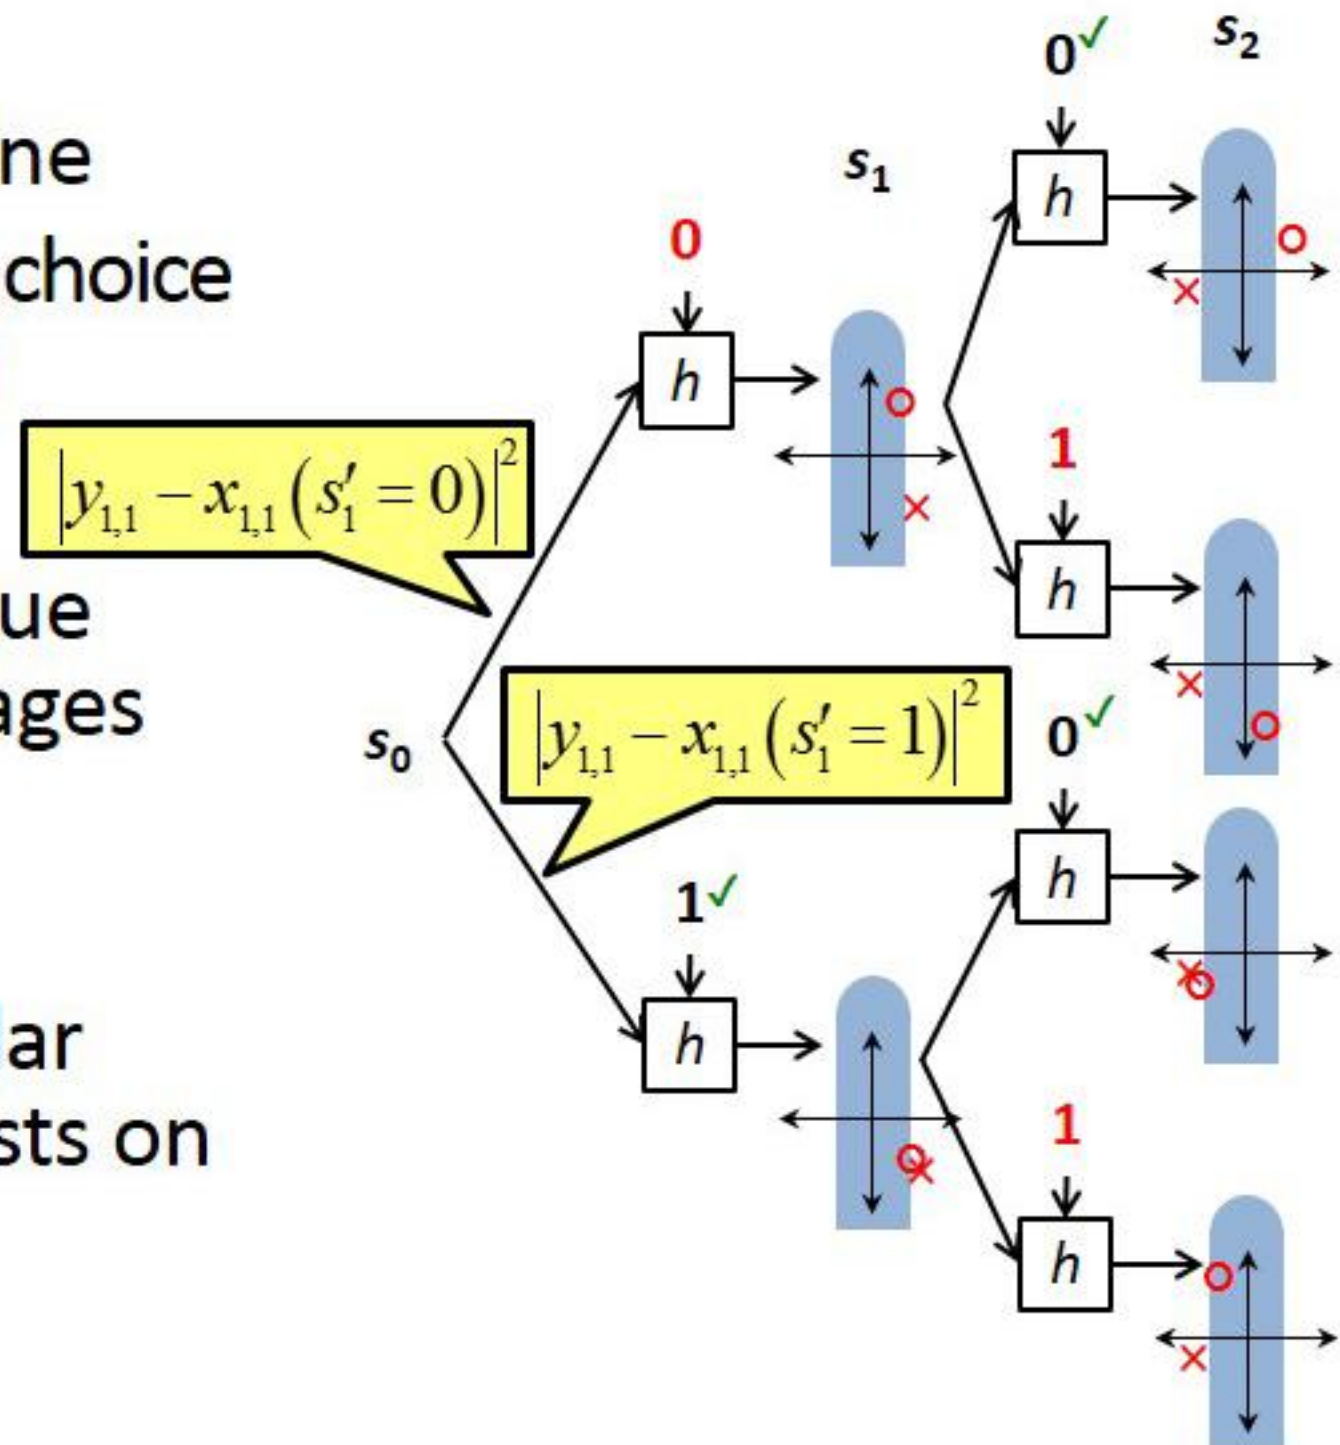 0✓
s₂
ne
choice
s₁
h
0
h
|y₁,₁ − x₁,₁(s′₁ = 0)|²
1
h
ue
ages
s₀
|y₁,₁ − x₁,₁(s′₁ = 1)|²
0✓
h
1✓
h
lar
sts on
1
h